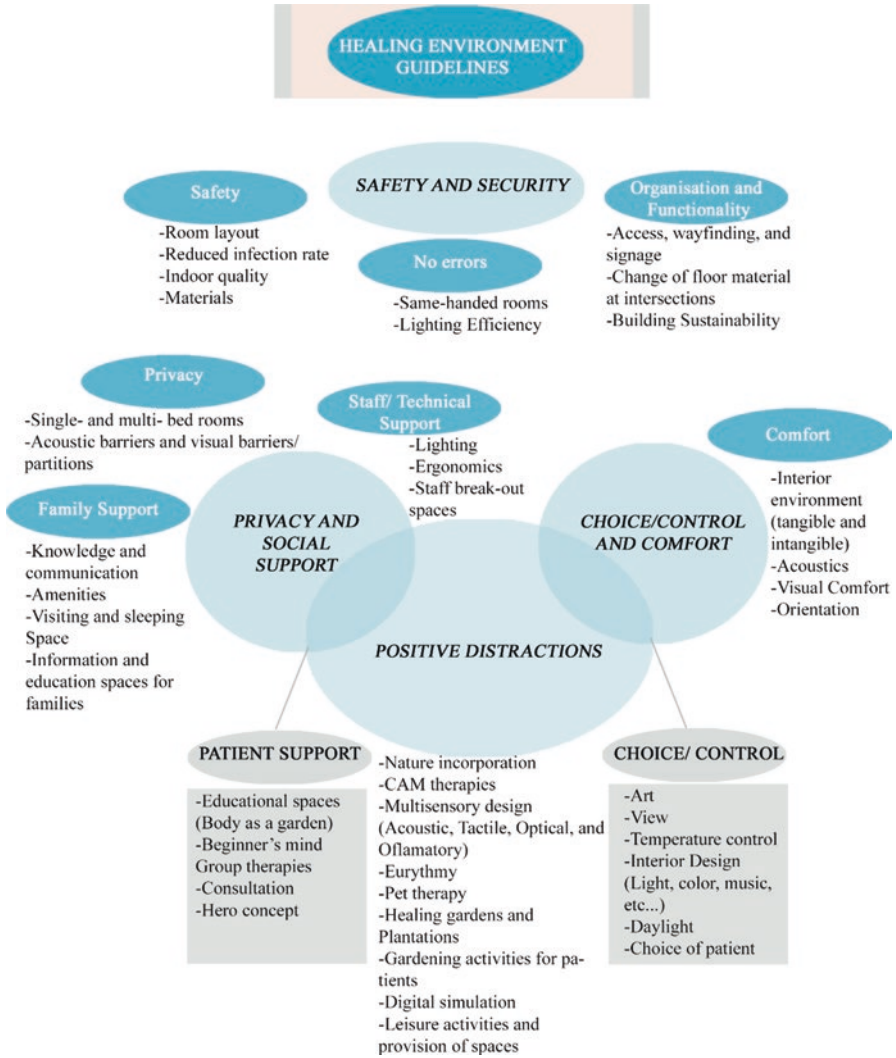 HEALING ENVIRONMENT
GUIDELINES
SAFETY AND SECURITY
Safety
-Room layout
-Reduced infection rate
-Indoor quality
-Materials
No errors
-Same-handed rooms
-Lighting Efficiency
Organisation and
Functionality
-Access, wayfinding, and
signage
-Change of floor material
at intersections
-Building Sustainability
Privacy
-Single- and multi- bed rooms
-Acoustic barriers and visual barriers/
partitions
Staff/ Technical
Support
-Lighting
-Ergonomics
-Staff break-out
spaces
Comfort
-Interior
environment
(tangible and
intangible)
-Acoustics
-Visual Comfort
-Orientation
Family Support
-Knowledge and
communication
-Amenities
-Visiting and sleeping
Space
-Information and
education spaces for
families
PRIVACY AND
SOCIAL
SUPPORT
CHOICE/CONTROL
AND COMFORT
POSITIVE DISTRACTIONS
PATIENT SUPPORT
-Educational spaces
(Body as a garden)
-Beginner's mind
Group therapies
-Consultation
-Hero concept
-Nature incorporation
-CAM therapies
-Multisensory design
(Acoustic, Tactile, Optical, and
Oflamatory)
-Eurythmy
-Pet therapy
-Healing gardens and
Plantations
-Gardening activities for pa-
tients
-Digital simulation
-Leisure activities and
provision of spaces
CHOICE/ CONTROL
-Art
-View
-Temperature control
-Interior Design
(Light, color, music,
etc...)
-Daylight
-Choice of patient